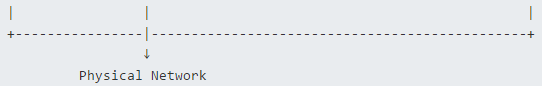 |                |                                               |
+----------------|-----------------------------------------------+
                 ↓
         Physical Network